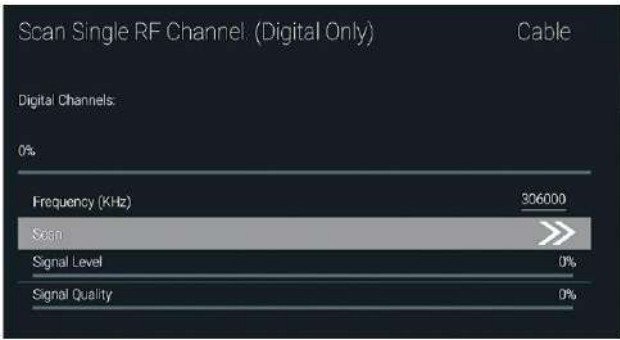 Scan Single RF Channel (Digital Only) Cable
Digital Channels:
0%
Frequency (KHz) 306000
Scan
Signal Level 0%
Signal Quality 0%